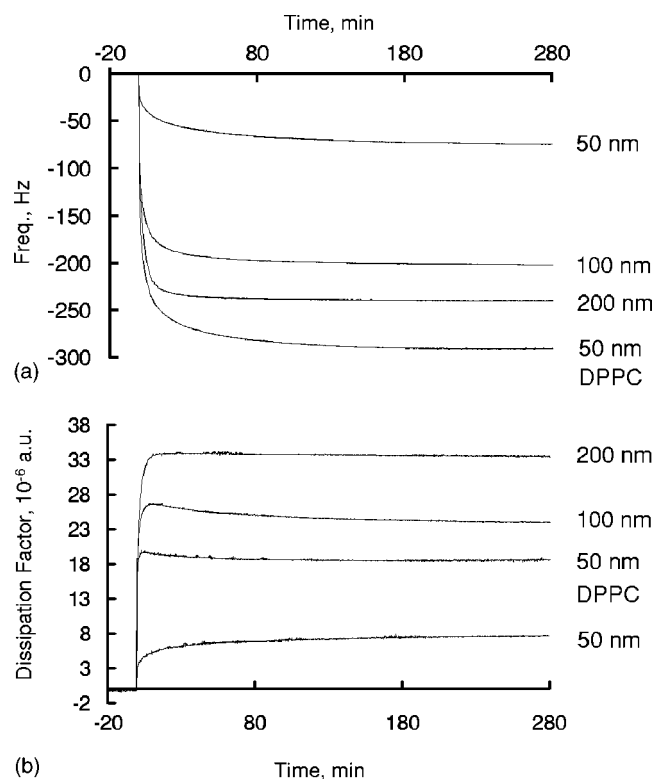 Time, min
-20 80 180 280
0
-50
-100
-150
-200
-250
-300
Freq., Hz
50 nm
100 nm
200 nm
50 nm
DPPC
(a)
38
33
28
23
18
13
8
3
-2
Dissipation Factor, 10⁻⁶ a.u.
200 nm
100 nm
50 nm
DPPC
50 nm
-20 80 180 280
(b)
Time, min